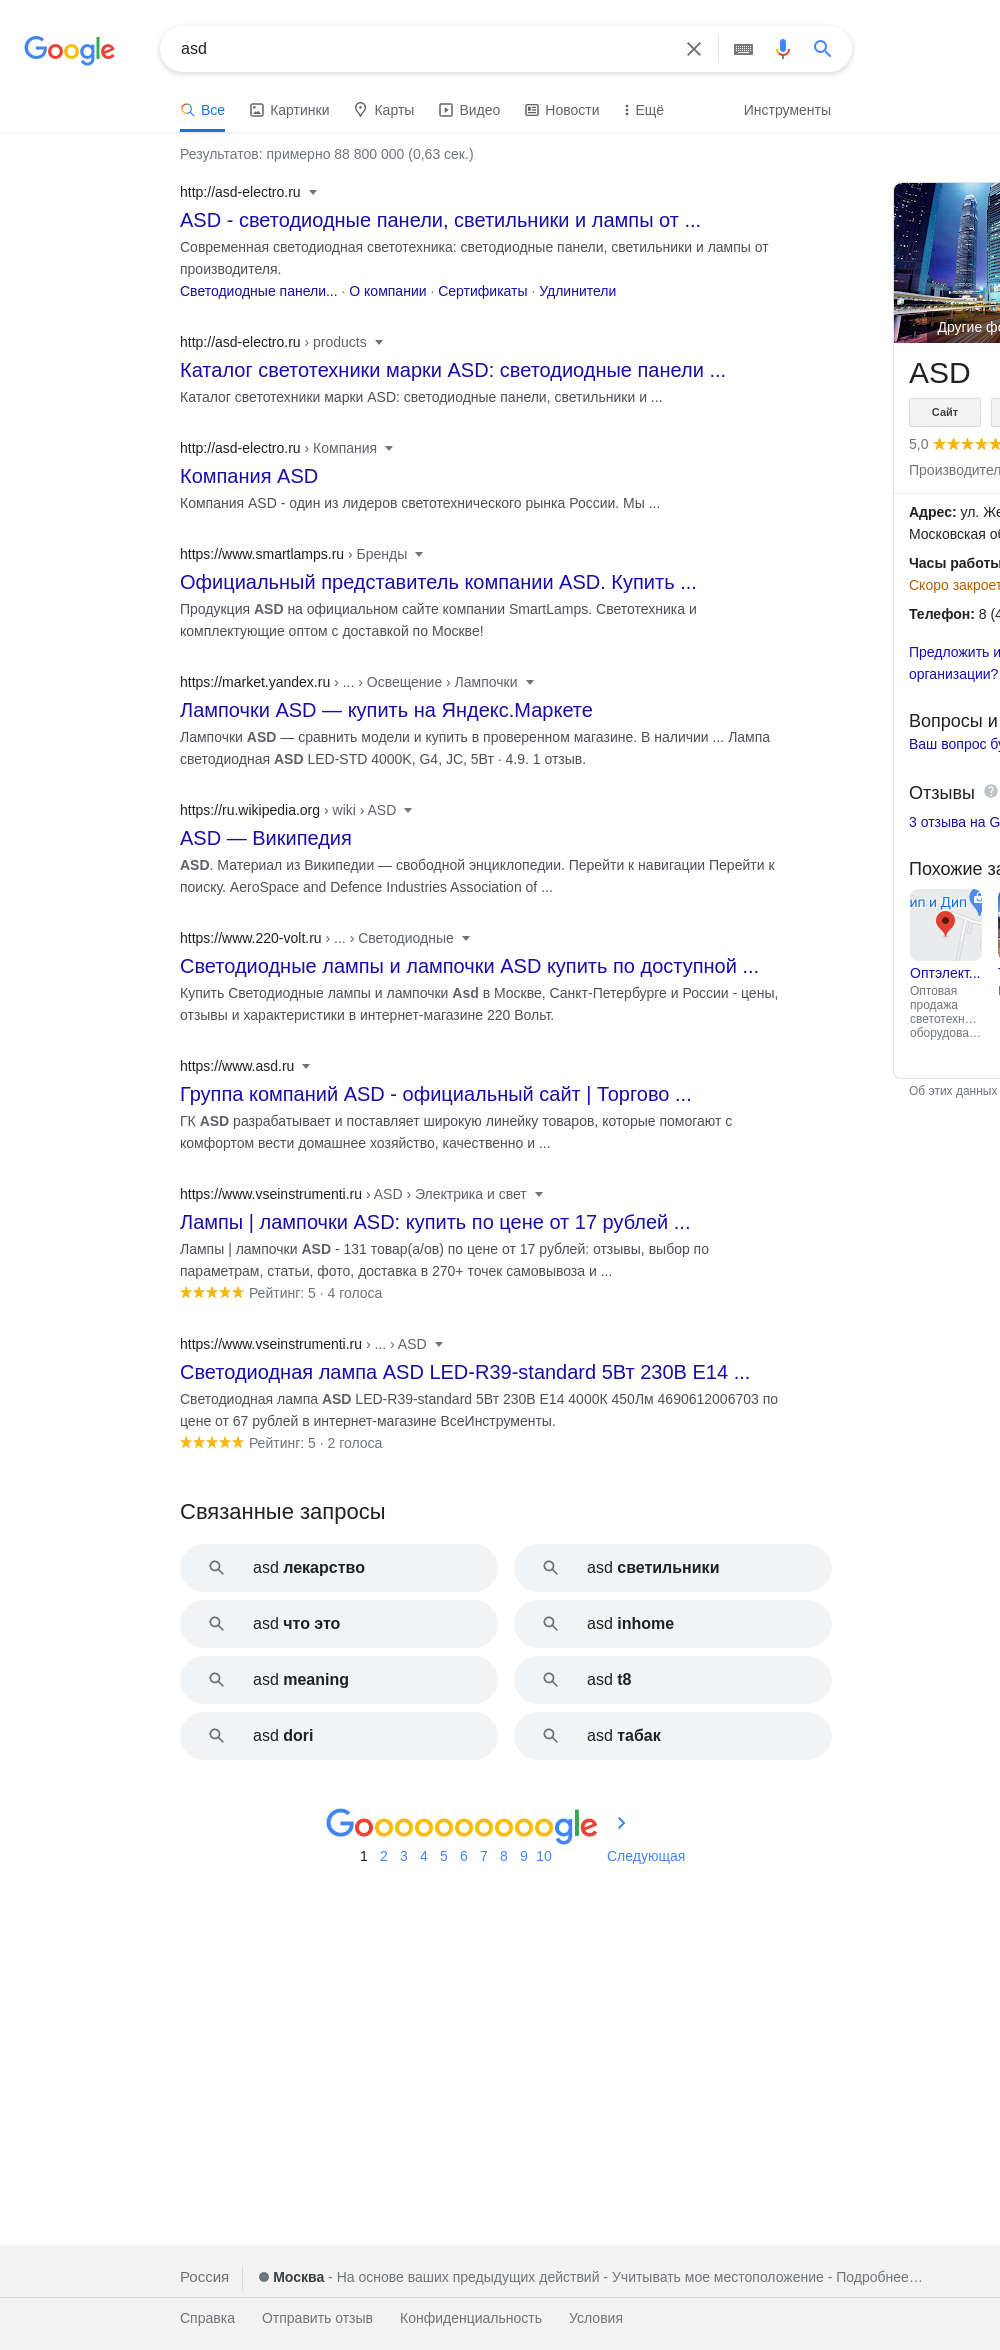 Google
asd
Все Картинки Карты Видео Новости Ещё Инструменты
Результатов: примерно 88 800 000 (0,63 сек.)
http://asd-electro.ru
ASD - светодиодные панели, светильники и лампы от ...
Современная светодиодная светотехника: светодиодные панели, светильники и лампы от
производителя.
Светодиодные панели... · О компании · Сертификаты · Удлинители
http://asd-electro.ru › products
Каталог светотехники марки ASD: светодиодные панели ...
Каталог светотехники марки ASD: светодиодные панели, светильники и ...
http://asd-electro.ru › Компания
Компания ASD
Компания ASD - один из лидеров светотехнического рынка России. Мы ...
https://www.smartlamps.ru › Бренды
Официальный представитель компании ASD. Купить ...
Продукция ASD на официальном сайте компании SmartLamps. Светотехника и
комплектующие оптом с доставкой по Москве!
https://market.yandex.ru › ... › Освещение › Лампочки
Лампочки ASD — купить на Яндекс.Маркете
Лампочки ASD — сравнить модели и купить в проверенном магазине. В наличии ... Лампа
светодиодная ASD LED-STD 4000K, G4, JC, 5Вт · 4.9. 1 отзыв.
https://ru.wikipedia.org › wiki › ASD
ASD — Википедия
ASD. Материал из Википедии — свободной энциклопедии. Перейти к навигации Перейти к
поиску. AeroSpace and Defence Industries Association of ...
https://www.220-volt.ru › ... › Светодиодные
Светодиодные лампы и лампочки ASD купить по доступной ...
Купить Светодиодные лампы и лампочки Asd в Москве, Санкт-Петербурге и России - цены,
отзывы и характеристики в интернет-магазине 220 Вольт.
https://www.asd.ru
Группа компаний ASD - официальный сайт | Торгово ...
ГК ASD разрабатывает и поставляет широкую линейку товаров, которые помогают с
комфортом вести домашнее хозяйство, качественно и ...
https://www.vseinstrumenti.ru › ASD › Электрика и свет
Лампы | лампочки ASD: купить по цене от 17 рублей ...
Лампы | лампочки ASD - 131 товар(а/ов) по цене от 17 рублей: отзывы, выбор по
параметрам, статьи, фото, доставка в 270+ точек самовывоза и ...
Рейтинг: 5 · 4 голоса
https://www.vseinstrumenti.ru › ... › ASD
Светодиодная лампа ASD LED-R39-standard 5Вт 230В Е14 ...
Светодиодная лампа ASD LED-R39-standard 5Вт 230В Е14 4000К 450Лм 4690612006703 по
цене от 67 рублей в интернет-магазине ВсеИнструменты.
Рейтинг: 5 · 2 голоса
Другие фо
ASD
Сайт
5,0
Производител
Адрес: ул. Же
Московская об
Часы работы
Скоро закроет
Телефон: 8 (4
Предложить и
организации?
Вопросы и
Ваш вопрос бу
Отзывы
3 отзыва на G
Похожие за
ип и Дип
Оптэлект...
Оптовая
продажа
светотехн…
оборудова…
Об этих данных
Связанные запросы
asd лекарство
asd светильники
asd что это
asd inhome
asd meaning
asd t8
asd dori
asd табак
Goooooooooogle
1 2 3 4 5 6 7 8 9 10 Следующая
Россия Москва - На основе ваших предыдущих действий - Учитывать мое местоположение - Подробнее…
Справка Отправить отзыв Конфиденциальность Условия